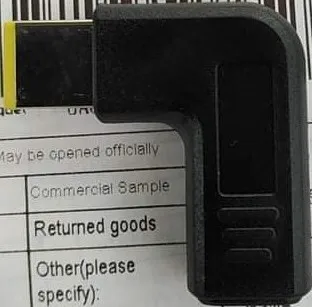 May be opened officially
Commercial Sample
Returned goods
Other(please
specify):